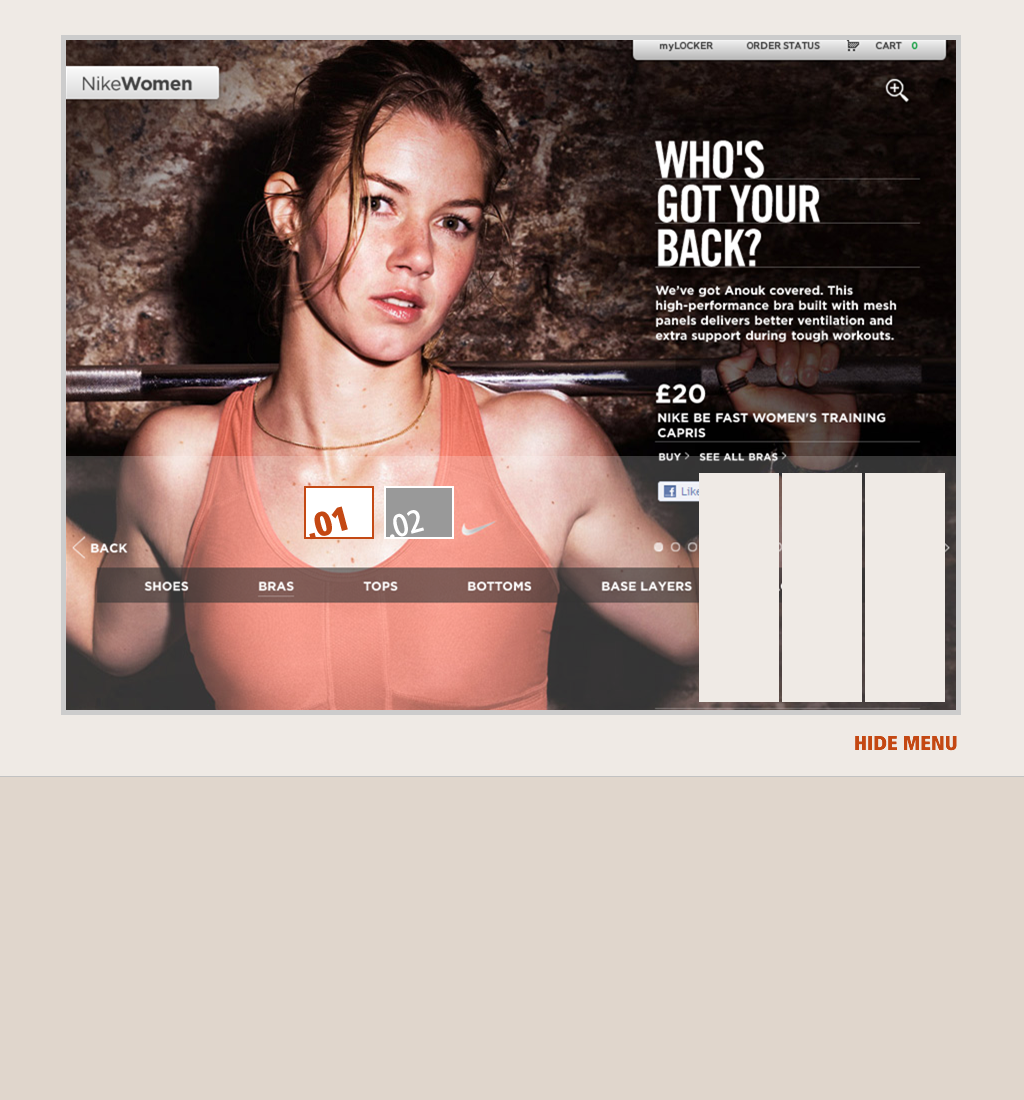 myLOCKER ORDER STATUS CART 0
NikeWomen
WHO'S
GOT YOUR
BACK?
We've got Anouk covered. This
high-performance bra built with mesh
panels delivers better ventilation and
extra support during tough workouts.
£20
NIKE BE FAST WOMEN'S TRAINING
CAPRIS
BUY SEE ALL BRAS
Like
.01 .02
BACK
SHOES BRAS TOPS BOTTOMS BASE LAYERS
HIDE MENU